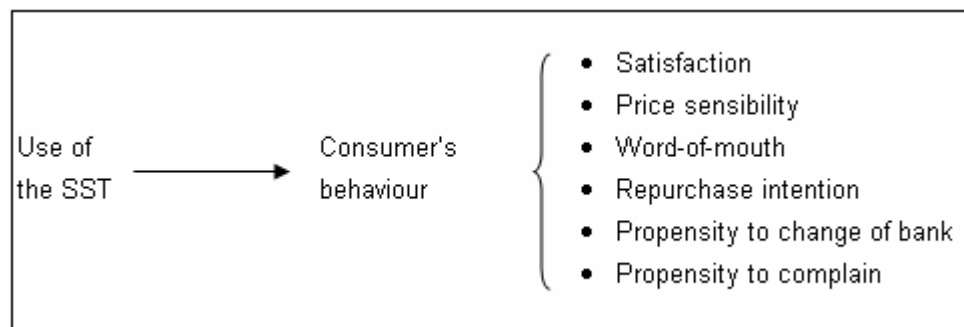 Use of
the SST
Consumer's
behaviour
• Satisfaction
• Price sensibility
• Word-of-mouth
• Repurchase intention
• Propensity to change of bank
• Propensity to complain